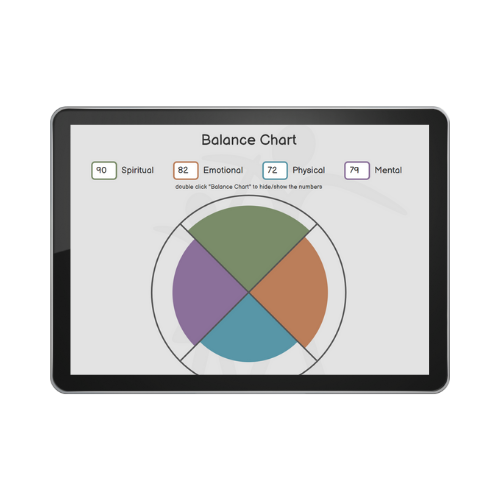 Balance Chart
90 Spiritual 82 Emotional 72 Physical 79 Mental
double click "Balance Chart" to hide/show the numbers